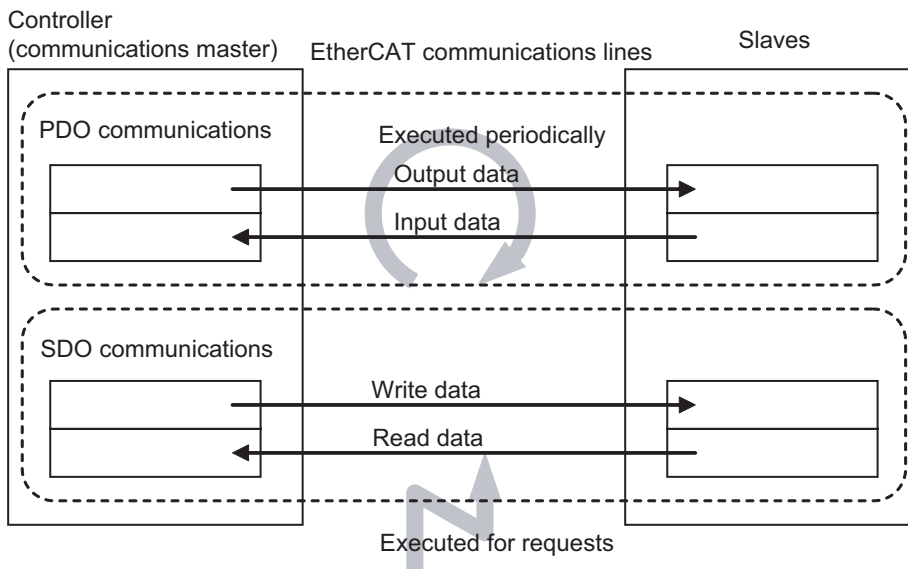 Controller
(communications master)
EtherCAT communications lines
Slaves
PDO communications
Executed periodically
Output data
Input data
SDO communications
Write data
Read data
Executed for requests